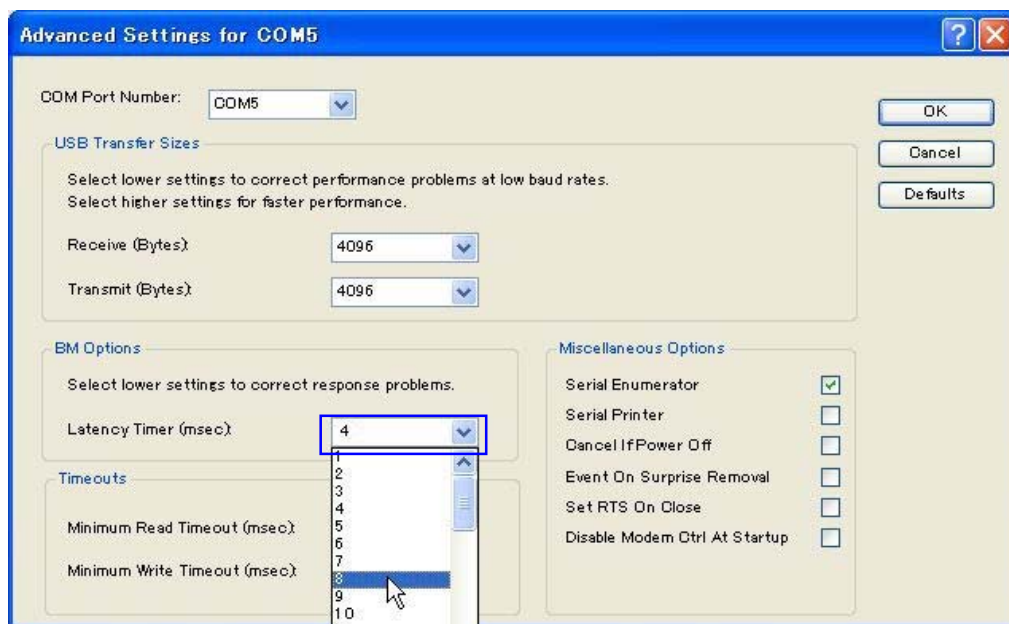 Advanced Settings for COM5
COM Port Number: COM5
OK
Cancel
Defaults
USB Transfer Sizes
Select lower settings to correct performance problems at low baud rates.
Select higher settings for faster performance.
Receive (Bytes): 4096
Transmit (Bytes): 4096
BM Options
Select lower settings to correct response problems.
Latency Timer (msec): 4
1
2
3
4
5
6
7
8
9
10
Timeouts
Minimum Read Timeout (msec):
Minimum Write Timeout (msec):
Miscellaneous Options
Serial Enumerator
Serial Printer
Cancel If Power Off
Event On Surprise Removal
Set RTS On Close
Disable Modem Ctrl At Startup